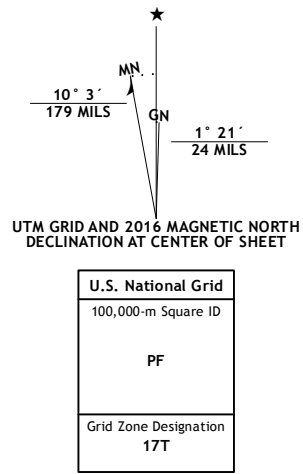 ★
MN
10° 3´
179 MILS
GN
1° 21´
24 MILS
UTM GRID AND 2016 MAGNETIC NORTH
DECLINATION AT CENTER OF SHEET
U.S. National Grid
100,000-m Square ID
PF
Grid Zone Designation
17T